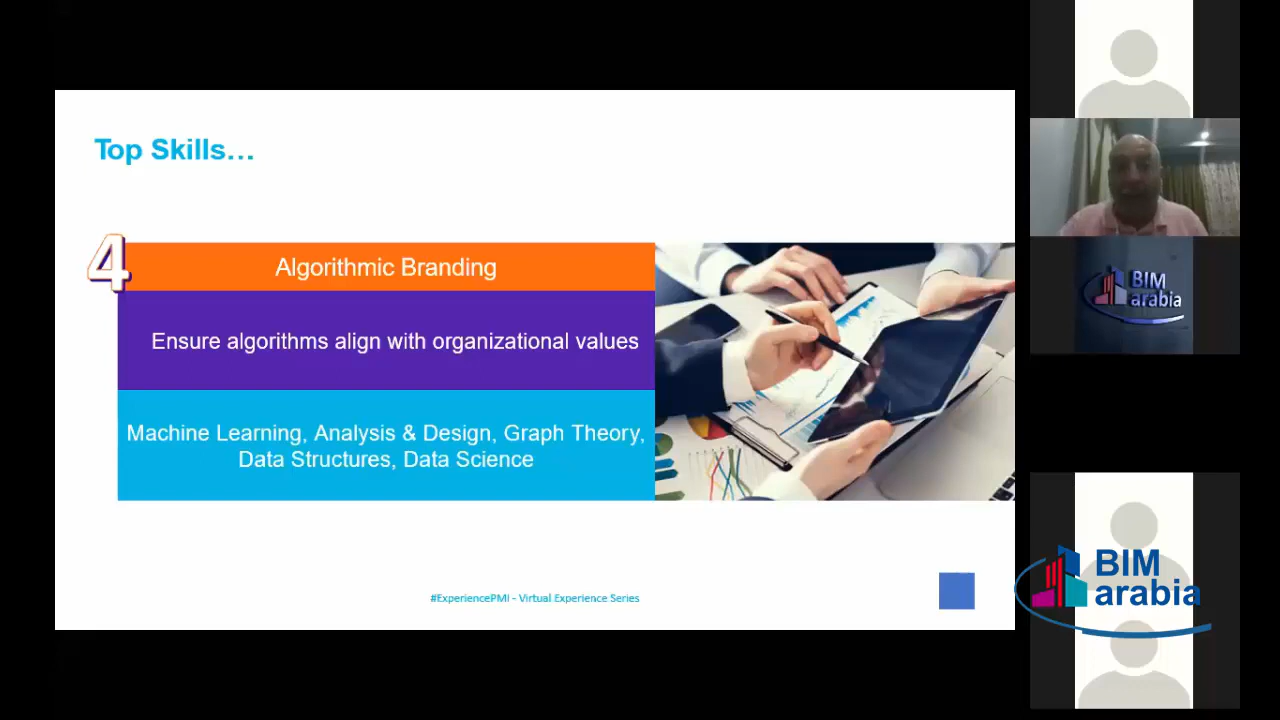 Top Skills…
4
Algorithmic Branding
Ensure algorithms align with organizational values
Machine Learning, Analysis & Design, Graph Theory,
Data Structures, Data Science
#ExperiencePMI - Virtual Experience Series
BIM
arabia
BIM
arabia